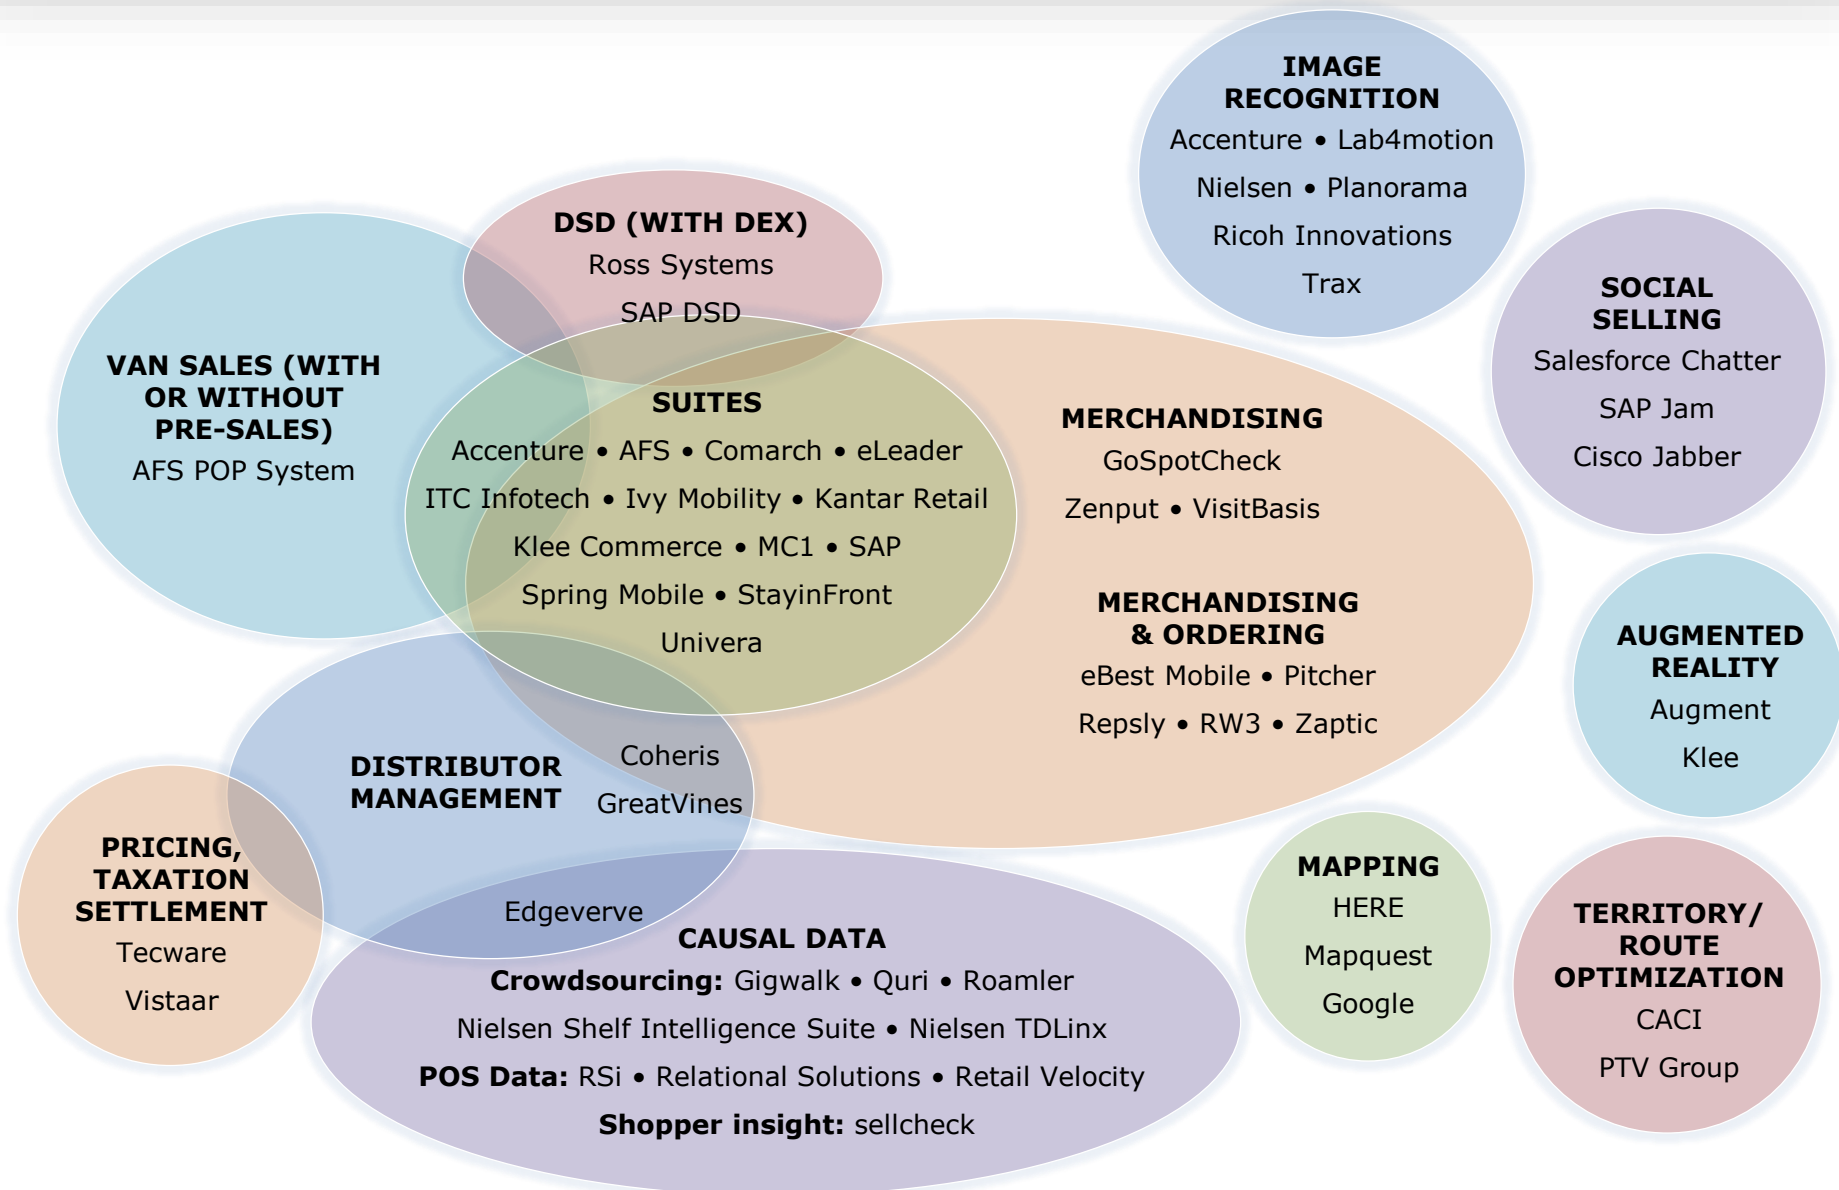 IMAGE
RECOGNITION
Accenture • Lab4motion
Nielsen • Planorama
Ricoh Innovations
Trax
DSD (WITH DEX)
Ross Systems
SAP DSD
SOCIAL
SELLING
Salesforce Chatter
SAP Jam
Cisco Jabber
VAN SALES (WITH
OR WITHOUT
PRE-SALES)
AFS POP System
SUITES
Accenture • AFS • Comarch • eLeader
ITC Infotech • Ivy Mobility • Kantar Retail
Klee Commerce • MC1 • SAP
Spring Mobile • StayinFront
Univera
MERCHANDISING
GoSpotCheck
Zenput • VisitBasis
MERCHANDISING
& ORDERING
eBest Mobile • Pitcher
Repsly • RW3 • Zaptic
AUGMENTED
REALITY
Augment
Klee
DISTRIBUTOR
MANAGEMENT
Coheris
GreatVines
Edgeverve
PRICING,
TAXATION
SETTLEMENT
Tecware
Vistaar
CAUSAL DATA
Crowdsourcing: Gigwalk • Quri • Roamler
Nielsen Shelf Intelligence Suite • Nielsen TDLinx
POS Data: RSi • Relational Solutions • Retail Velocity
Shopper insight: sellcheck
MAPPING
HERE
Mapquest
Google
TERRITORY/
ROUTE
OPTIMIZATION
CACI
PTV Group